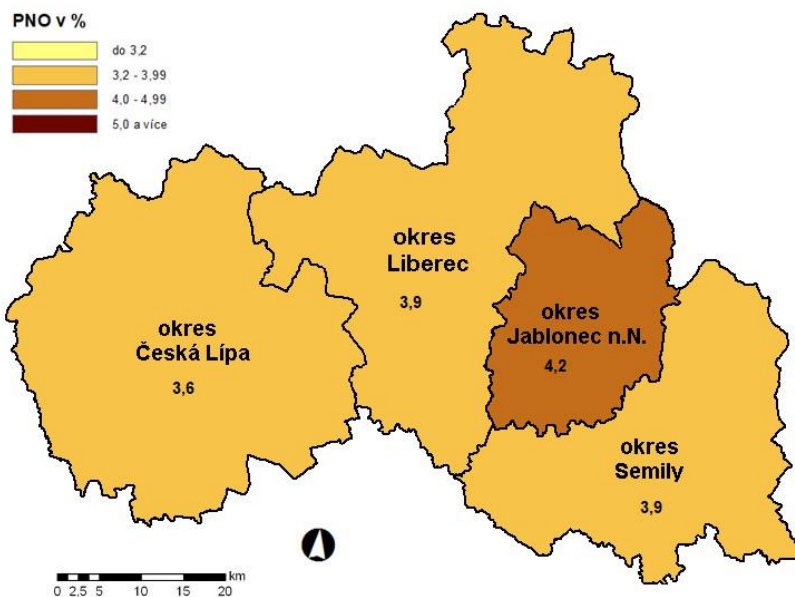 PNO v %
do 3,2
3,2 - 3,99
4,0 - 4,99
5,0 a více
okres
Liberec
3,9
okres
Jablonec n.N.
4,2
okres
Česká Lípa
3,6
okres
Semily
3,9
km
0 2,5 5 10 15 20